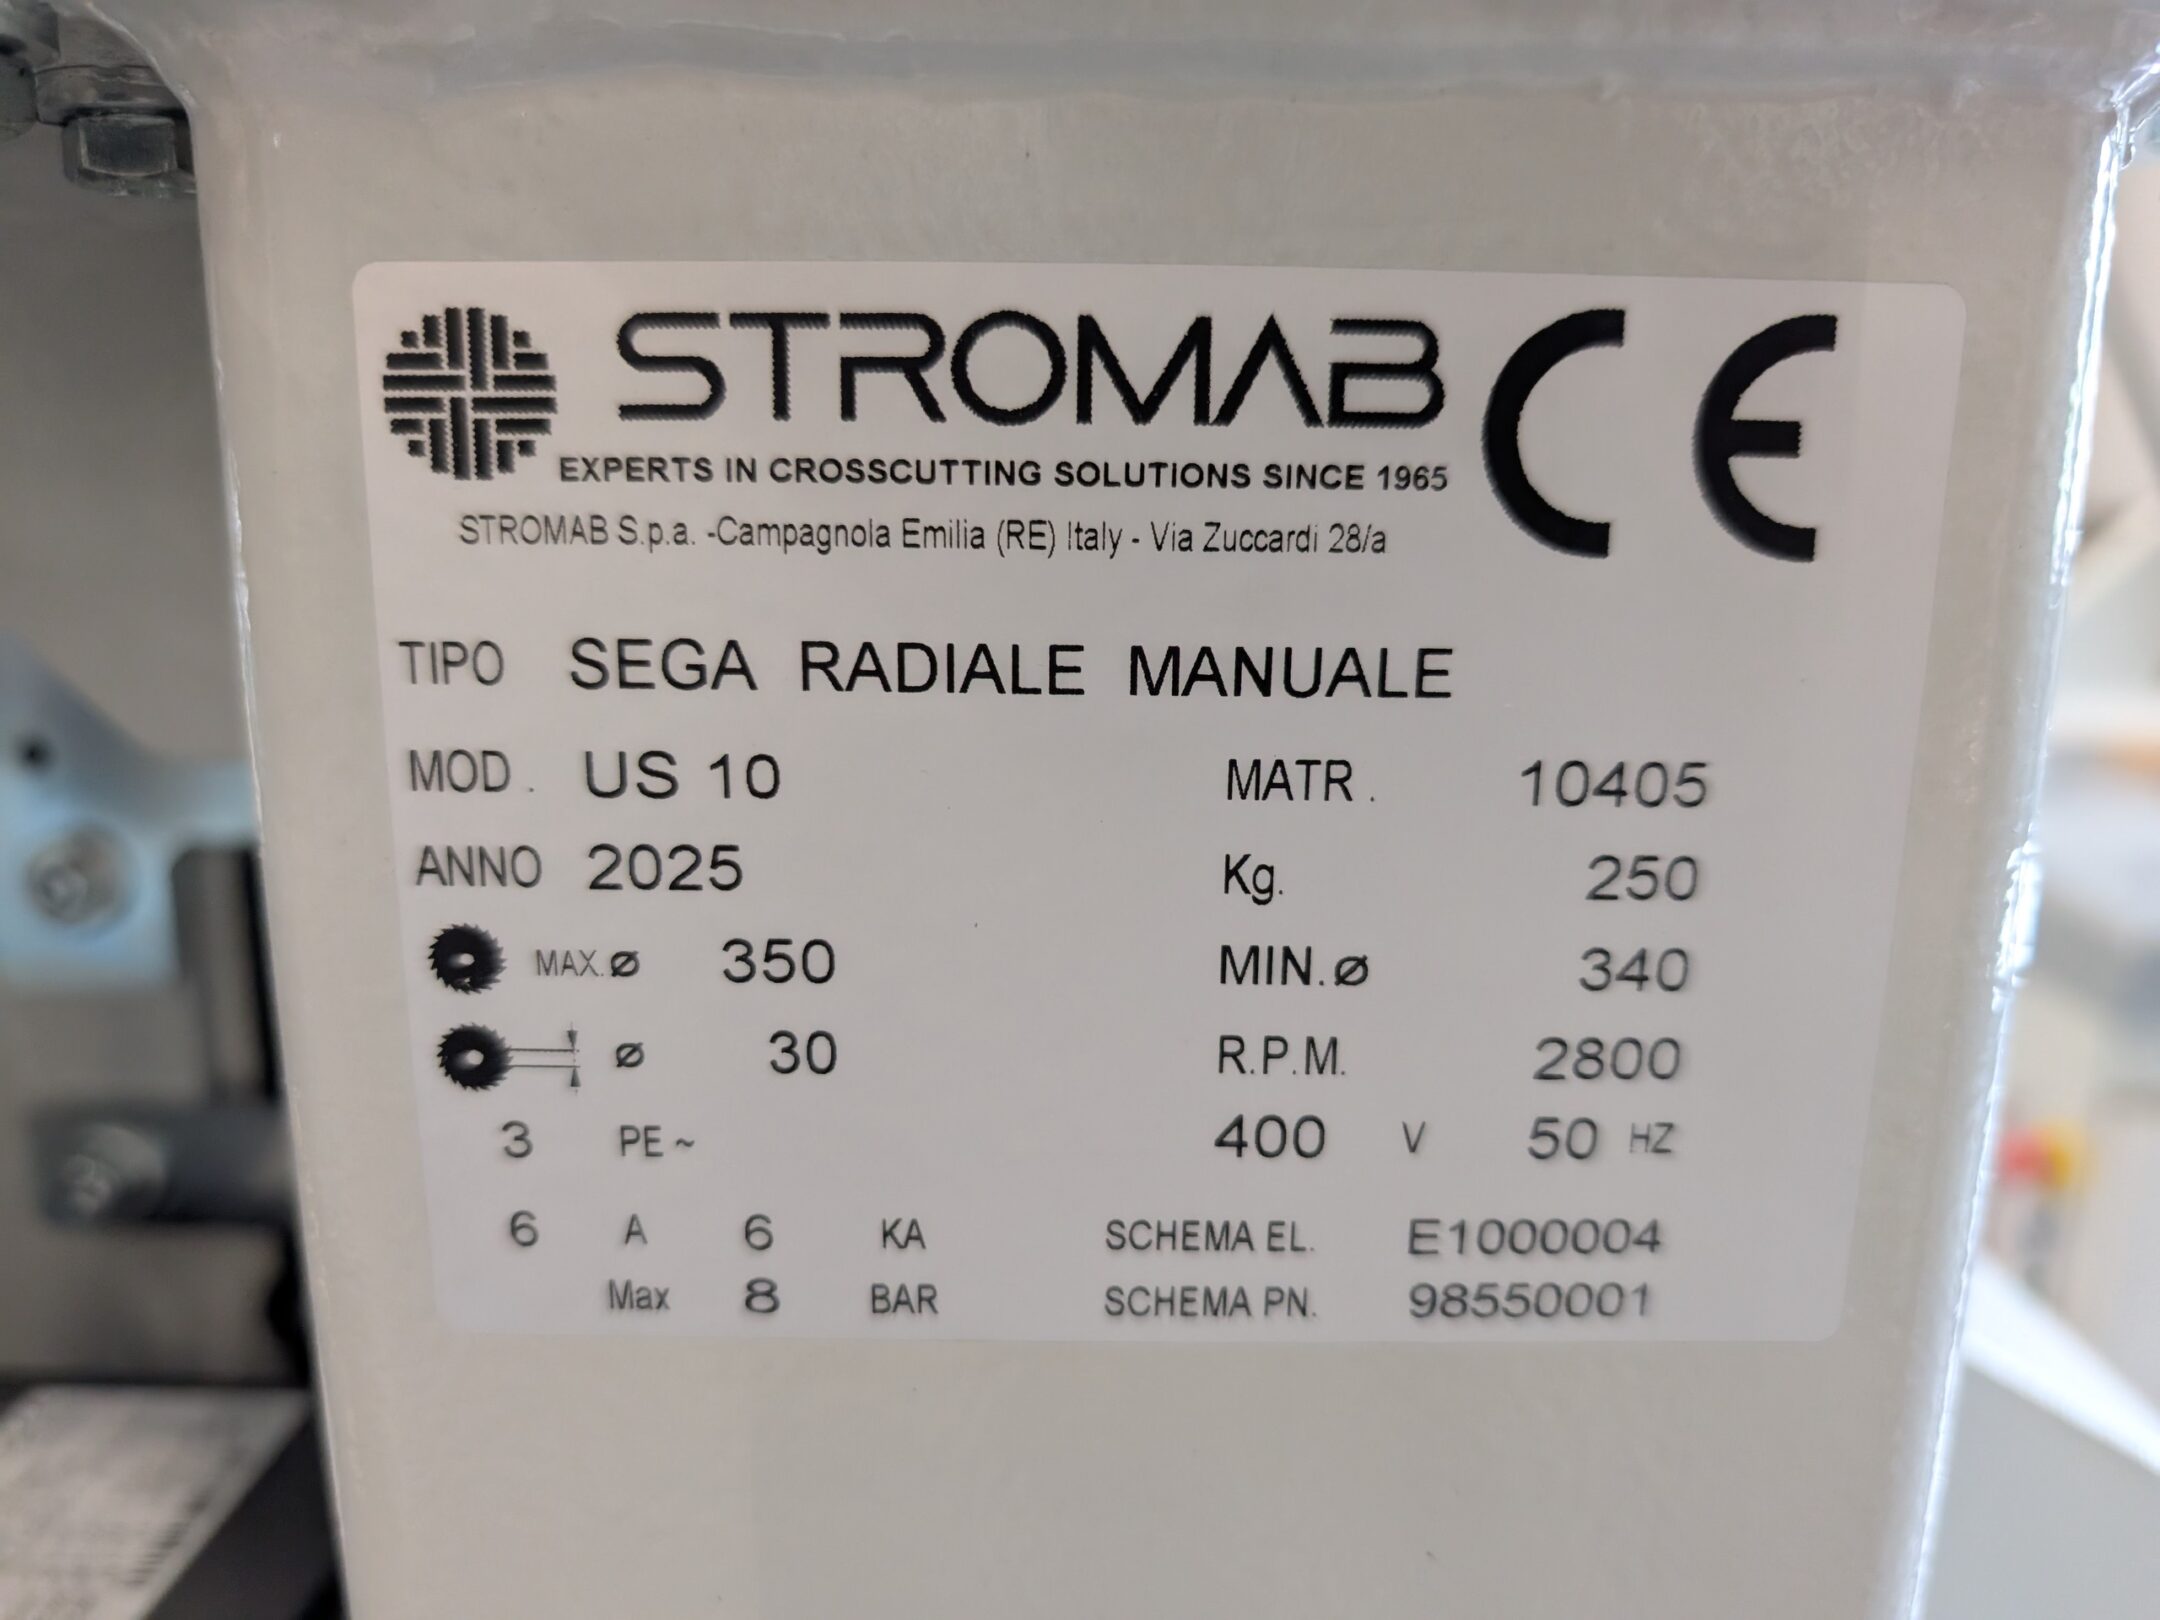 STROMAB CE
EXPERTS IN CROSSCUTTING SOLUTIONS SINCE 1965
STROMAB S.p.a. -Campagnola Emilia (RE) Italy - Via Zuccardi 28/a
TIPO SEGA RADIALE MANUALE
MOD. US 10 MATR. 10405
ANNO 2025 Kg. 250
MAX.ø 350 MIN.ø 340
ø 30 R.P.M. 2800
3 PE ~ 400 V 50 HZ
6 A 6 KA SCHEMA EL. E1000004
Max 8 BAR SCHEMA PN. 98550001